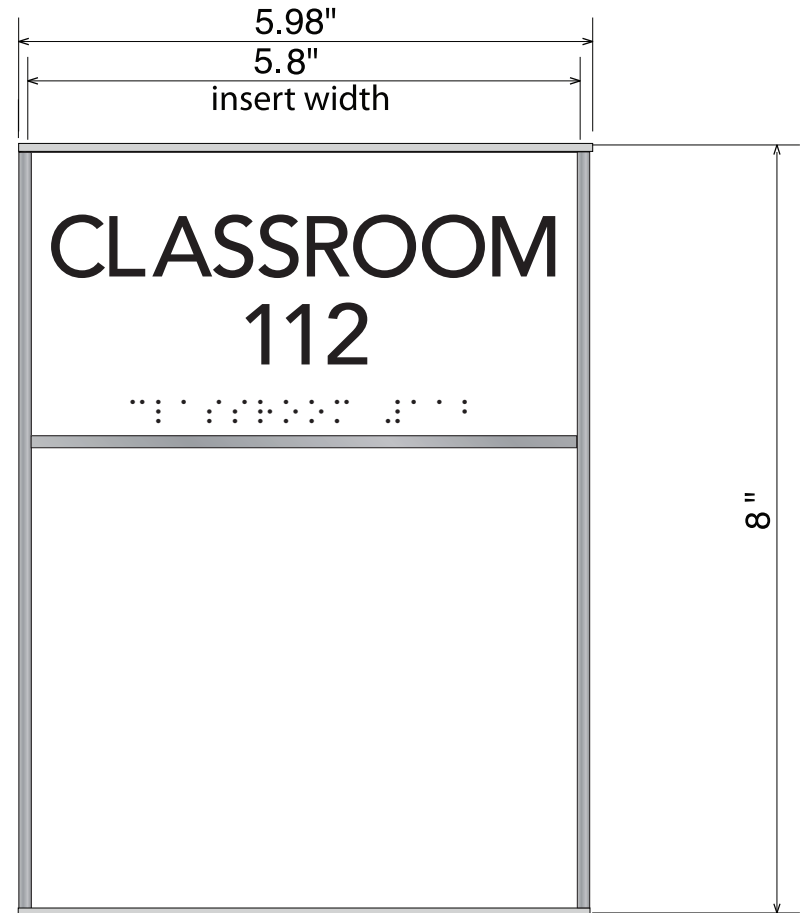 5.98"
5.8"
insert width
CLASSROOM
112
⠉⠇⠁⠎⠎⠗⠕⠕⠍ ⠼⠁⠁⠃
8"